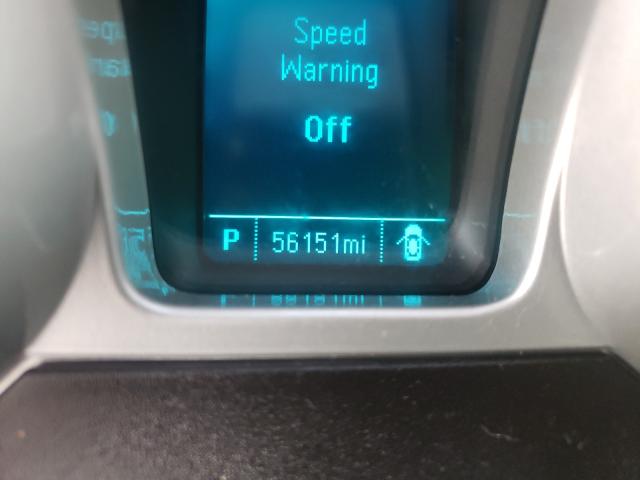 Speed
Warning
Off
P 56151mi